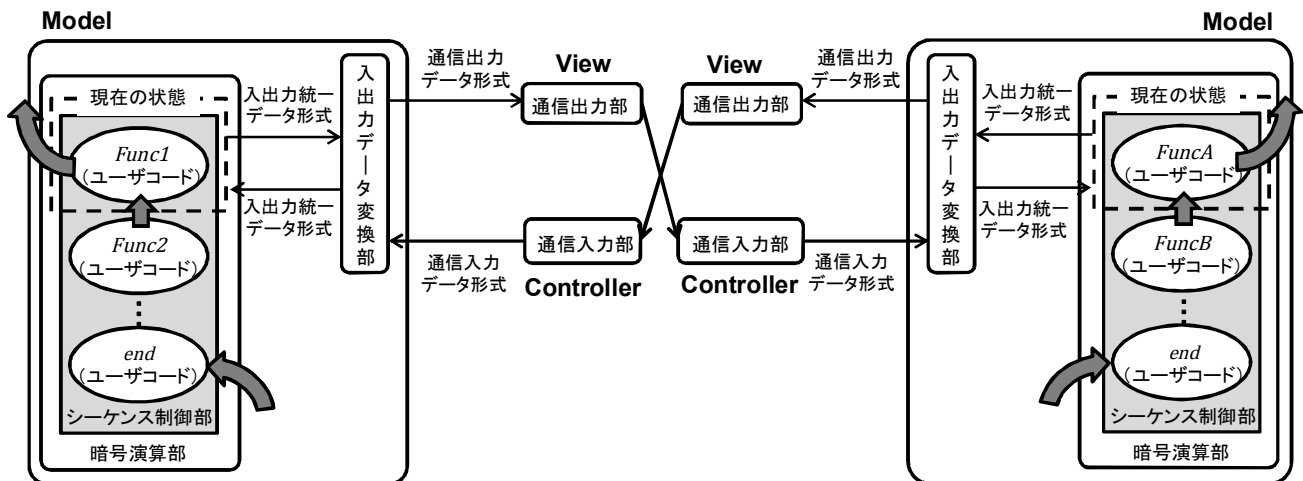 Model
現在の状態
Func1
(ユーザコード)
Func2
(ユーザコード)
end
(ユーザコード)
シーケンス制御部
暗号演算部
入出力統一
データ形式
入出力統一
データ形式
入出力データ変換部
通信出力
データ形式
通信入力
データ形式
View
通信出力部
通信入力部
Controller
View
通信出力部
通信入力部
Controller
通信出力
データ形式
通信入力
データ形式
Model
入出力データ変換部
入出力統一
データ形式
入出力統一
データ形式
現在の状態
FuncA
(ユーザコード)
FuncB
(ユーザコード)
end
(ユーザコード)
シーケンス制御部
暗号演算部